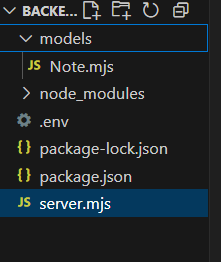 BACKE...
models
JS Note.mjs
node_modules
.env
{} package-lock.json
{} package.json
JS server.mjs